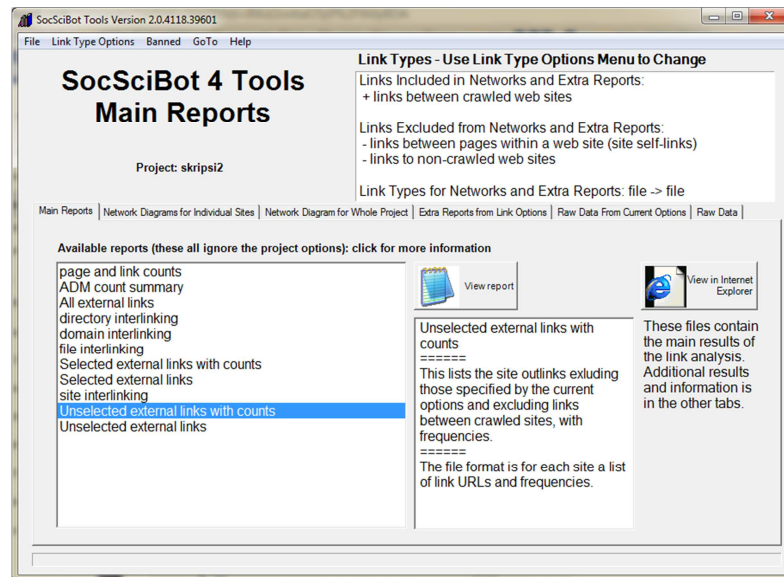 SocSciBot Tools Version 2.0.4118.39601
File Link Type Options Banned GoTo Help
SocSciBot 4 Tools
Main Reports
Project: skripsi2
Link Types - Use Link Type Options Menu to Change
Links Included in Networks and Extra Reports:
+ links between crawled web sites
Links Excluded from Networks and Extra Reports:
- links between pages within a web site (site self-links)
- links to non-crawled web sites
Link Types for Networks and Extra Reports: file -> file
Main Reports Network Diagrams for Individual Sites Network Diagram for Whole Project Extra Reports from Link Options Raw Data From Current Options Raw Data
Available reports (these all ignore the project options): click for more information
page and link counts
ADM count summary
All external links
directory interlinking
domain interlinking
file interlinking
Selected external links with counts
Selected external links
site interlinking
Unselected external links with counts
Unselected external links
View report
Unselected external links with
counts
======
This lists the site outlinks exluding
those specified by the current
options and excluding links
between crawled sites, with
frequencies.
======
The file format is for each site a list
of link URLs and frequencies.
View in Internet
Explorer
These files contain
the main results of
the link analysis.
Additional results
and information is
in the other tabs.